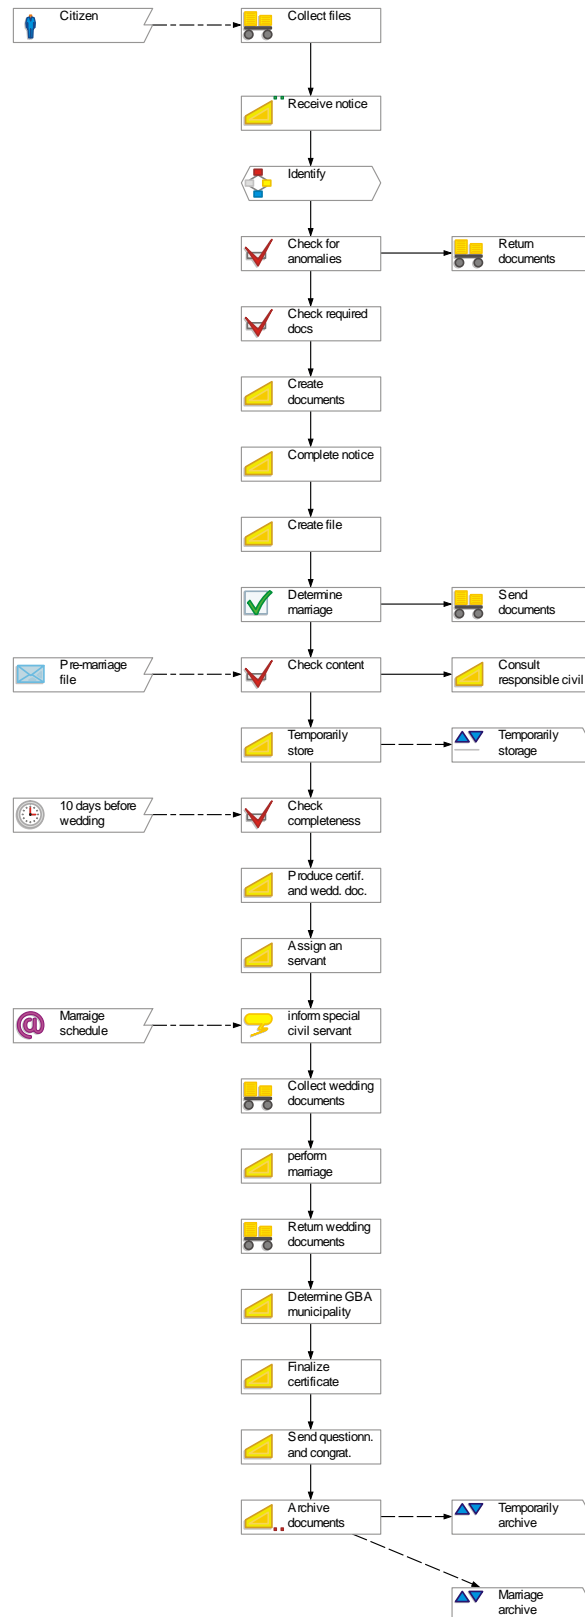 Citizen
Collect files
Receive notice
Identify
Check for
anomalies
Return
documents
Check required
docs
Create
documents
Complete notice
Create file
Determine
marriage
Send
documents
Pre-marriage
file
Check content
Consult
responsible civil
Temporarily
store
Temporarily
storage
10 days before
wedding
Check
completeness
Produce certif.
and wedd. doc.
Assign an
servant
Marraige
schedule
inform special
civil servant
Collect wedding
documents
perform
marriage
Return wedding
documents
Determine GBA
municipality
Finalize
certificate
Send questionn.
and congrat.
Archive
documents
Temporarily
archive
Marriage
archive